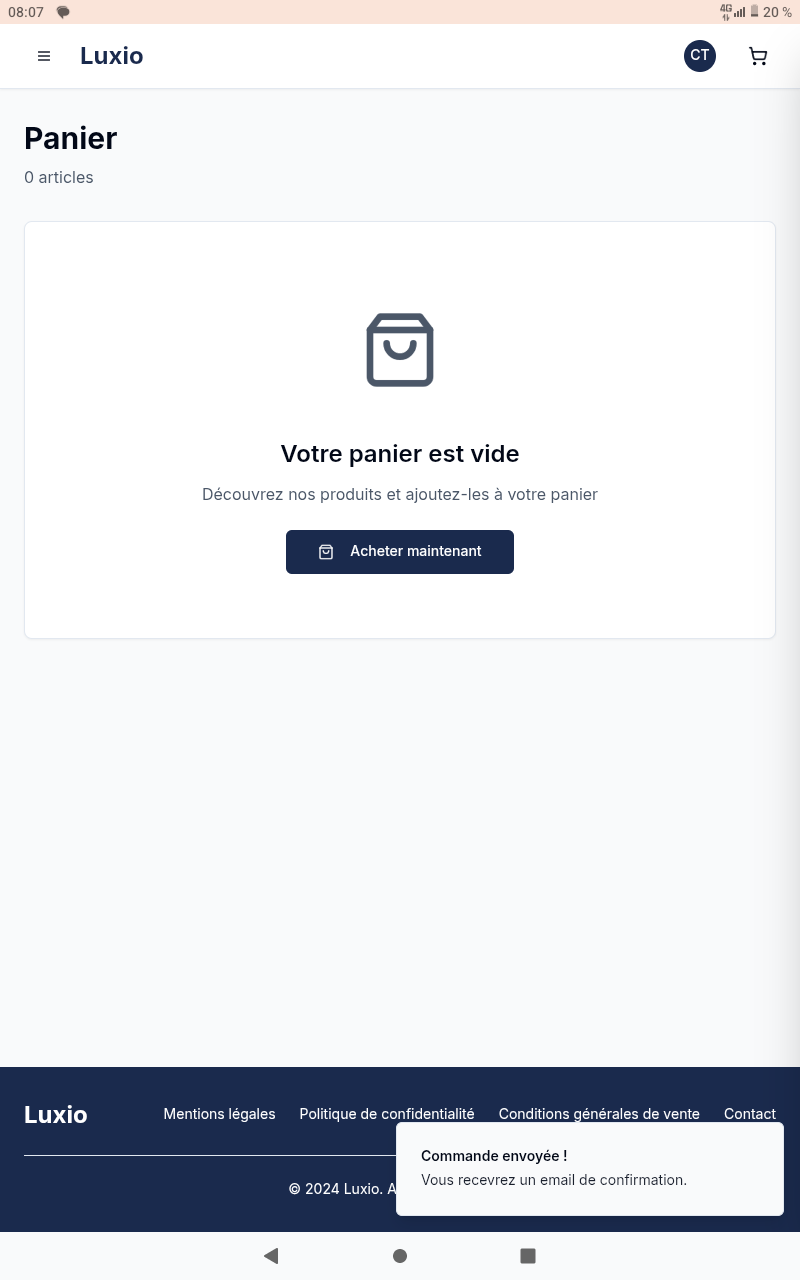 08:07
4G 20 %
Luxio
CT
Panier
0 articles
Votre panier est vide
Découvrez nos produits et ajoutez-les à votre panier
Acheter maintenant
Luxio
Mentions légales
Politique de confidentialité
Conditions générales de vente
Contact
© 2024 Luxio. A
Commande envoyée !
Vous recevrez un email de confirmation.